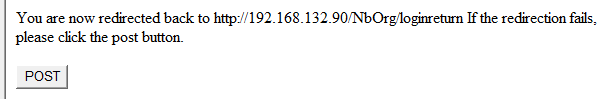 You are now redirected back to http://192.168.132.90/NbOrg/loginreturn If the redirection fails,
please click the post button.
POST